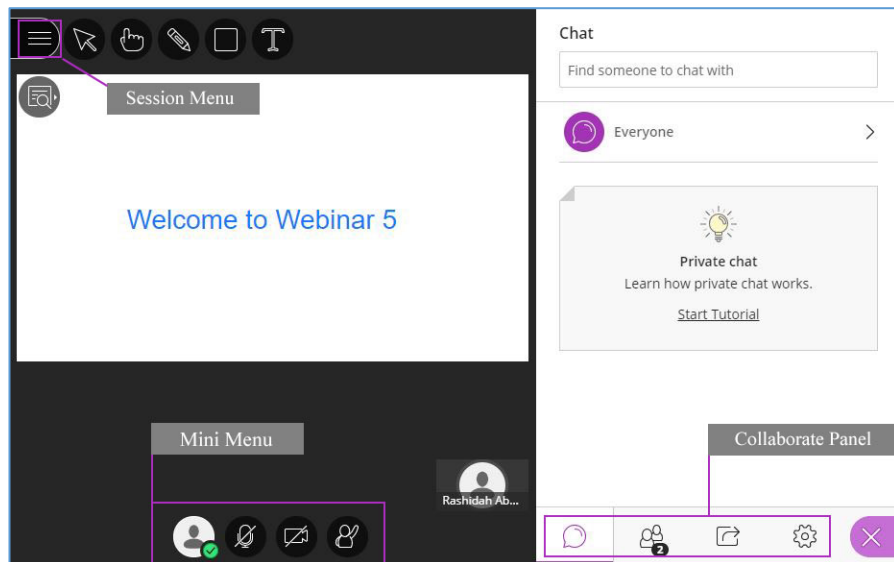 T
Session Menu
Welcome to Webinar 5
Mini Menu
Rashidah Ab...
Chat
Find someone to chat with
Everyone
Private chat
Learn how private chat works.
Start Tutorial
Collaborate Panel
2